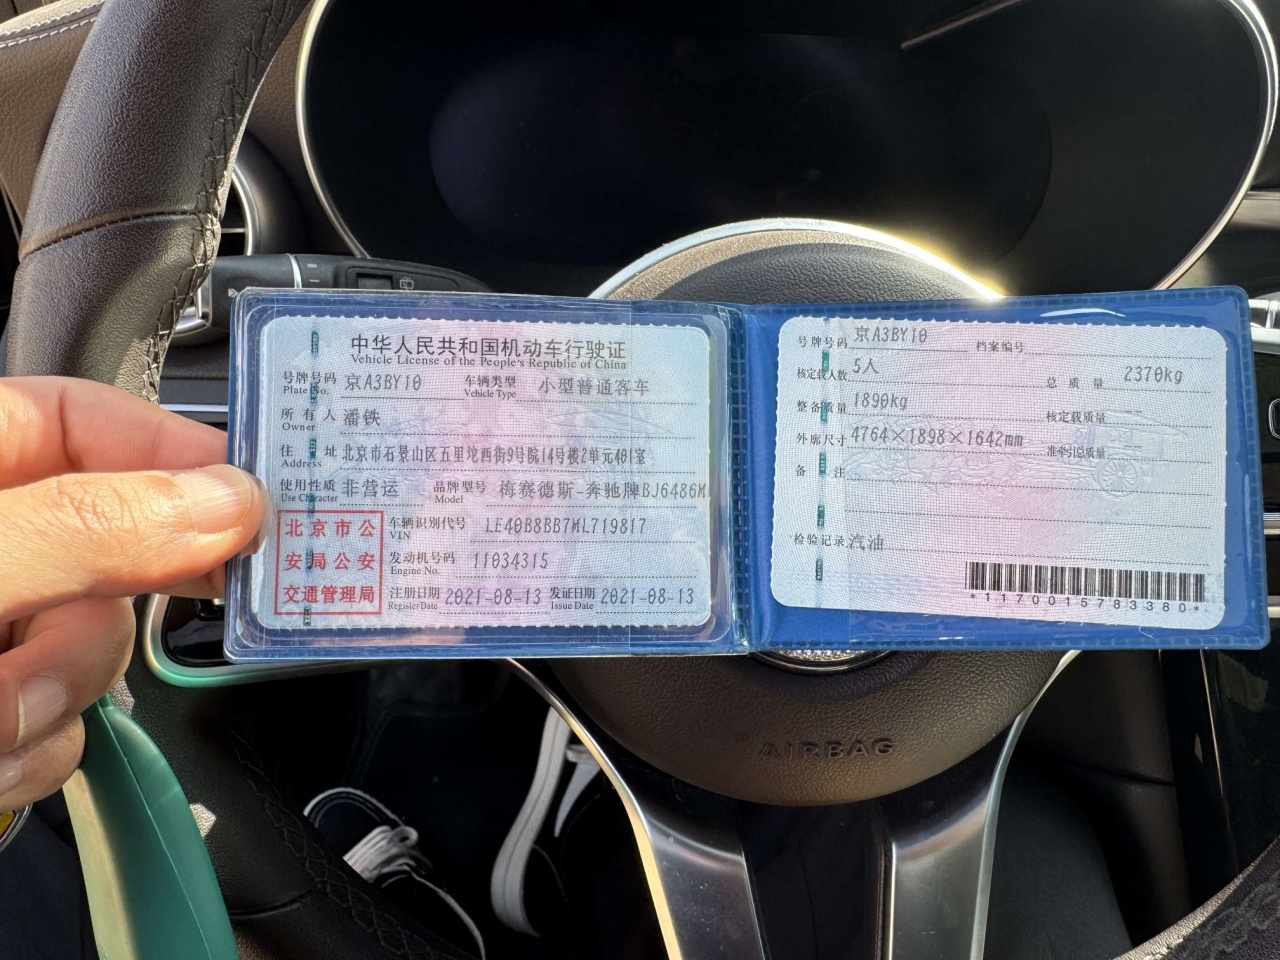 中华人民共和国机动车行驶证
Vehicle License of the People's Republic of China
号牌号码 京A3BY10 车辆类型 小型普通客车
Plate No. Vehicle Type
所有人 潘铁
Owner
住址 北京市石景山区五里坨西街9号院14号楼2单元401室
Address
使用性质 非营运 品牌型号 梅赛德斯-奔驰牌BJ6486M
Use Character Model
北京市公
安局公安
交通管理局
车辆识别代号 LE40B8BB7ML719817
VIN
发动机号码 11034315
Engine No.
注册日期 2021-08-13 发证日期 2021-08-13
Register Date Issue Date
号牌号码 京A3BY10 档案编号
核定载人数 5人 总质量 2370kg
整备质量 1890kg 核定载质量
外廓尺寸 4764×1898×1642mm 准牵引总质量
备注
检验记录 汽油
*1170015783380*
AIRBAG